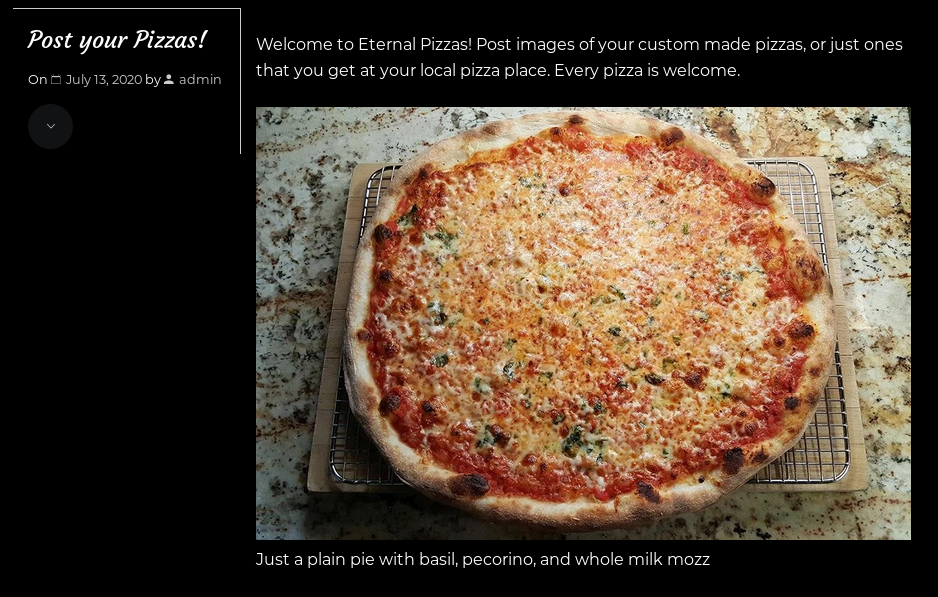 Post your Pizzas!
On July 13, 2020 by admin
Welcome to Eternal Pizzas! Post images of your custom made pizzas, or just ones
that you get at your local pizza place. Every pizza is welcome.
Just a plain pie with basil, pecorino, and whole milk mozz